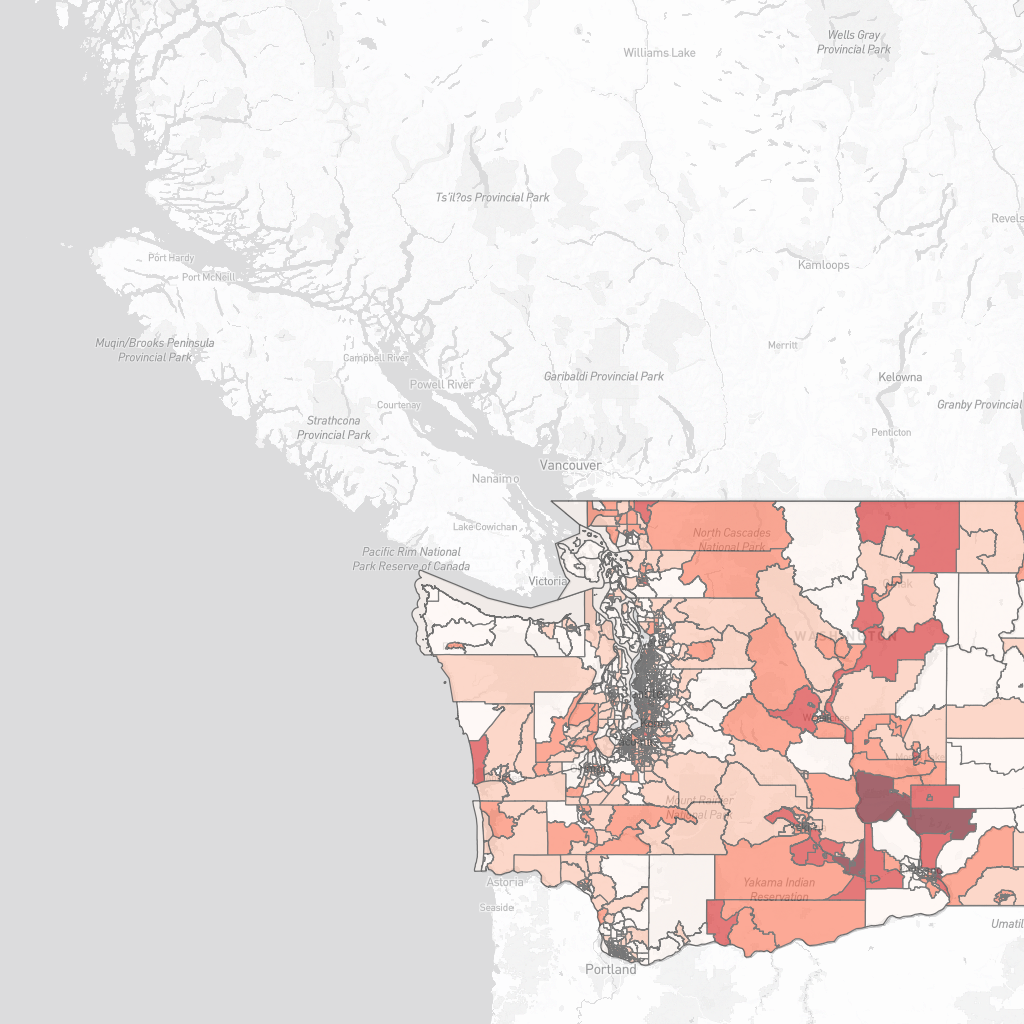 Wells Gray
Provincial Park
Williams Lake
Ts'il?os Provincial Park
Revels
Port Hardy
Port McNeill
Kamloops
Muqin/Brooks Peninsula
Provincial Park
Merritt
Campbell River
Garibaldi Provincial Park
Kelowna
Powell River
Courtenay
Granby Provincial
Strathcona
Provincial Park
Penticton
Vancouver
Nanaimo
Lake Cowichan
North Cascades
National Park
Pacific Rim National
Park Reserve of Canada
Victoria
WASHINGTON
Mount Rainier
National Park
Yakama Indian
Reservation
Astoria
Seaside
Umatil
Portland